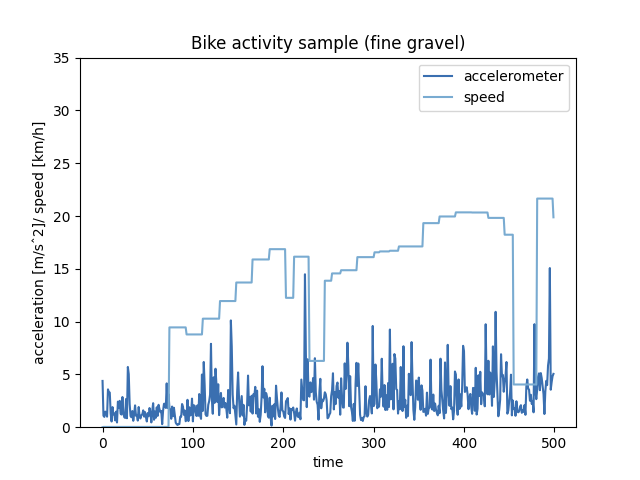 Bike activity sample (fine gravel)
accelerometer
speed
35
30
25
20
15
10
5
0
acceleration [m/s^2]/ speed [km/h]
0 100 200 300 400 500
time